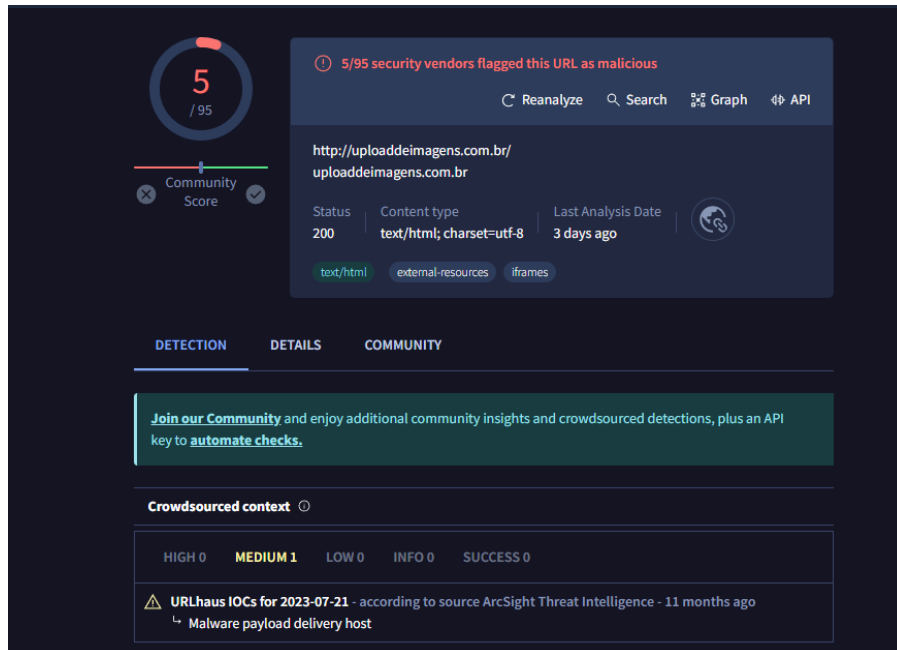 5
/ 95
Community
Score
5/95 security vendors flagged this URL as malicious
Reanalyze Search Graph API
http://uploaddeimagens.com.br/
uploaddeimagens.com.br
Status Content type Last Analysis Date
200 text/html; charset=utf-8 3 days ago
text/html external-resources iframes
DETECTION DETAILS COMMUNITY
Join our Community and enjoy additional community insights and crowdsourced detections, plus an API
key to automate checks.
Crowdsourced context
HIGH 0 MEDIUM 1 LOW 0 INFO 0 SUCCESS 0
URLhaus IOCs for 2023-07-21 - according to source ArcSight Threat Intelligence - 11 months ago
Malware payload delivery host